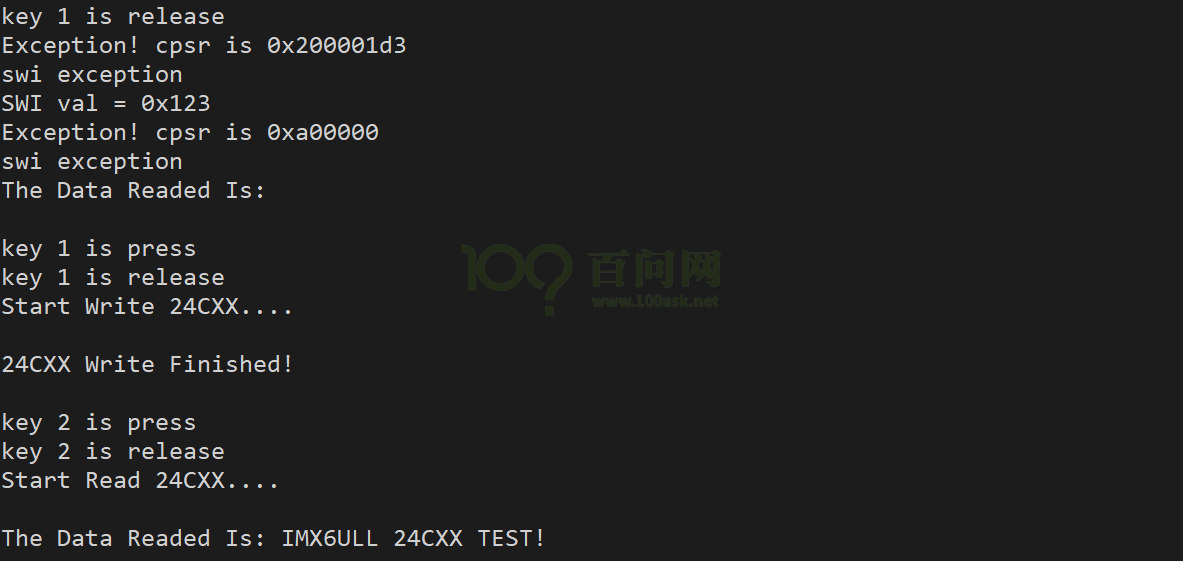 key 1 is release
Exception! cpsr is 0x200001d3
swi exception
SWI val = 0x123
Exception! cpsr is 0xa00000
swi exception
The Data Readed Is:
key 1 is press
key 1 is release
Start Write 24CXX....
24CXX Write Finished!
key 2 is press
key 2 is release
Start Read 24CXX....
The Data Readed Is: IMX6ULL 24CXX TEST!
100 百问网
www.100ask.net